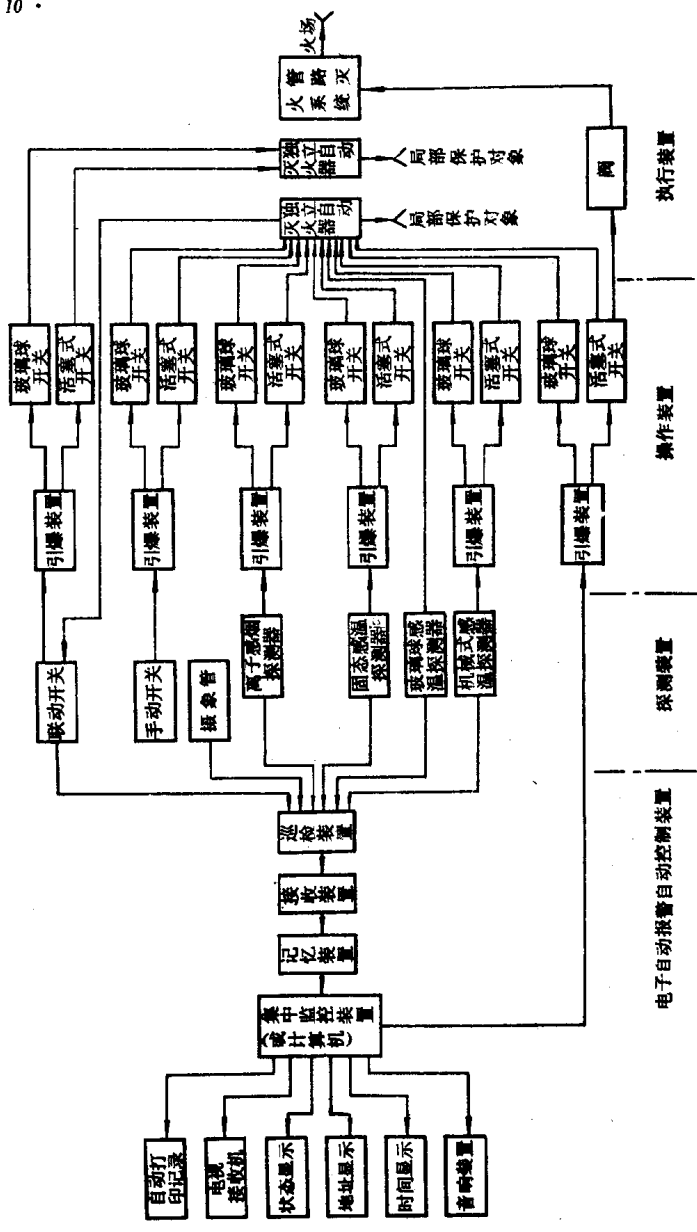 10 ·
自动打
印记录
电视
接收机
状态显示
地址显示
时间显示
音响装置
集中监控装置
(或计算机)
记忆装置
接收装置
巡检装置
联动开关
手动开关
摄象管
离子感烟
探测器
固态感温
探测器
玻璃球感
温探测器
机械式感
温探测器
引爆装置
引爆装置
引爆装置
引爆装置
引爆装置
引爆装置
玻璃球
开关
活塞式
开关
玻璃球
开关
活塞式
开关
玻璃球
开关
活塞式
开关
玻璃球
开关
活塞式
开关
玻璃球
开关
活塞式
开关
玻璃球
开关
活塞式
开关
灭独
火立
器自
动
局部保护对象
灭独
火立
器自
动
局部保护对象
阀
火管路
系统灭
火场
电子自动报警自动控制装置
探测装置
操作装置
执行装置